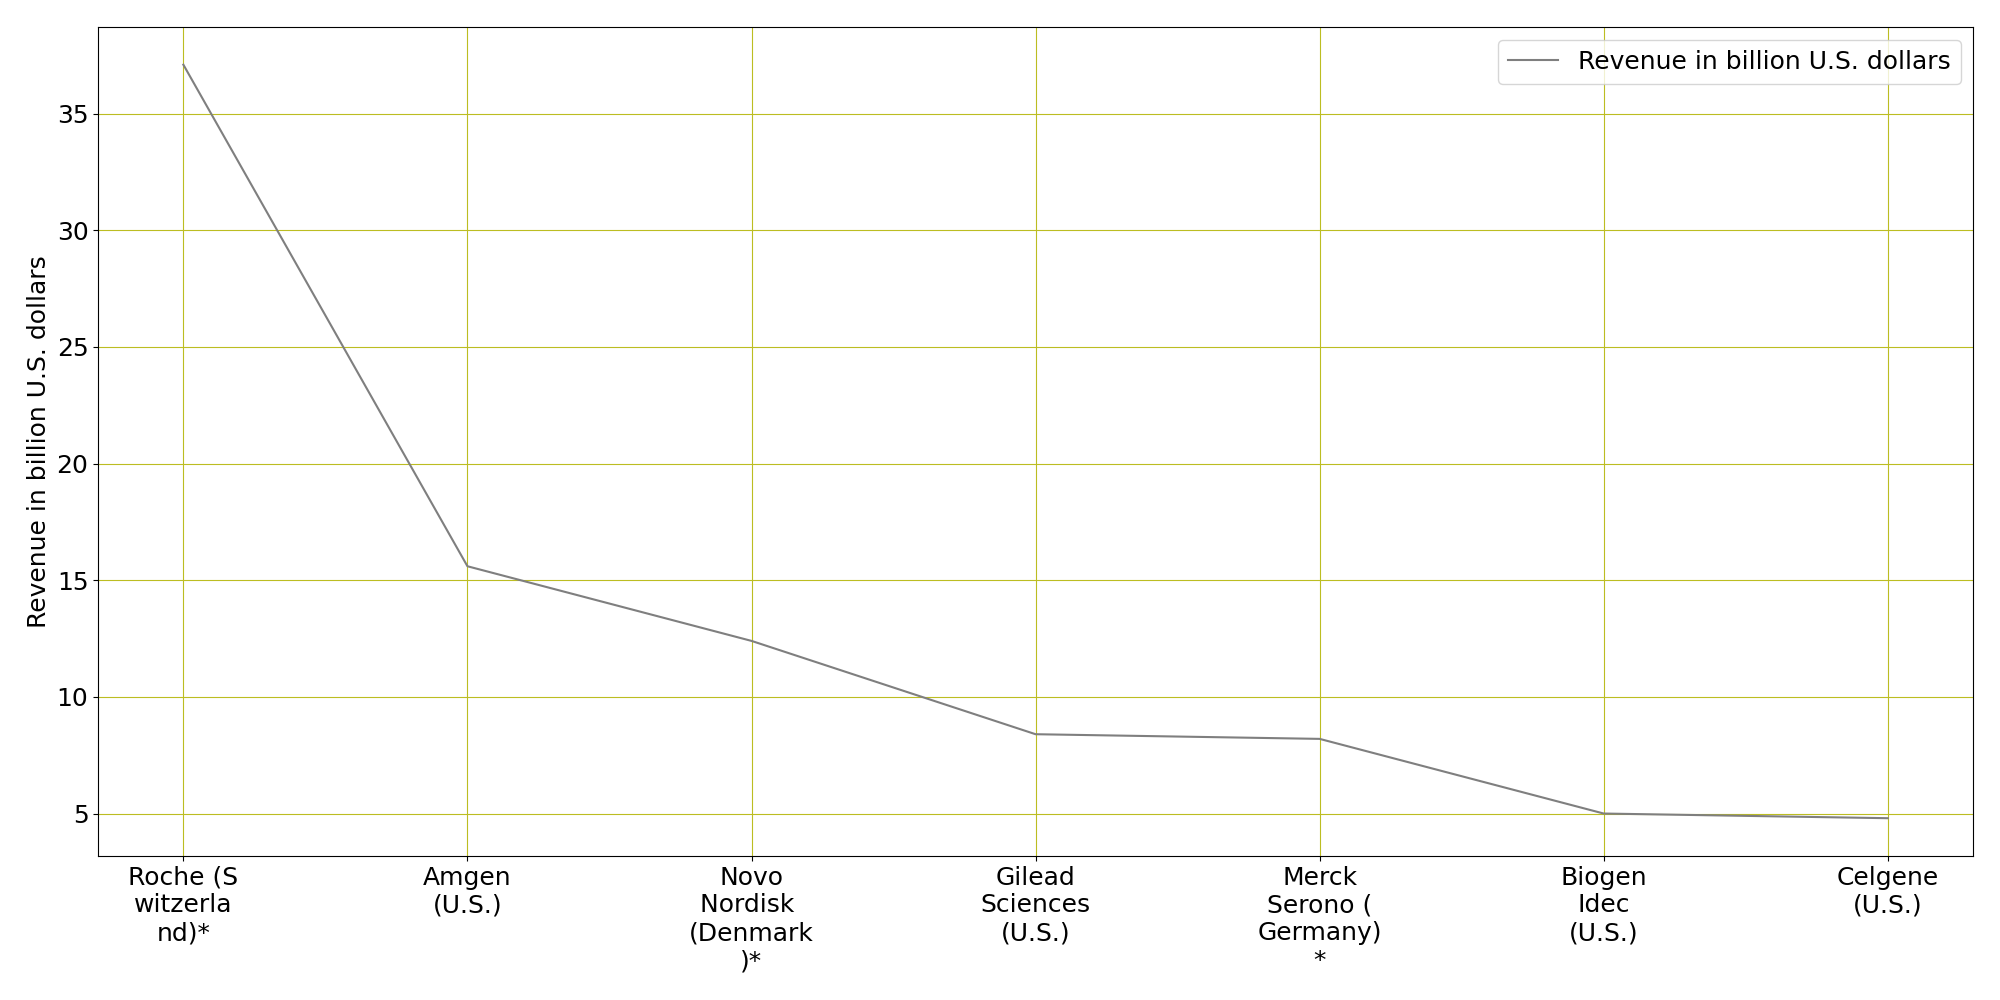 Revenue in billion U.S. dollars
35
30
25
20
15
10
5
Revenue in billion U.S. dollars
Roche (S
witzerla
nd)*
Amgen
(U.S.)
Novo
Nordisk
(Denmark
)*
Gilead
Sciences
(U.S.)
Merck
Serono (
Germany)
*
Biogen
Idec
(U.S.)
Celgene
(U.S.)